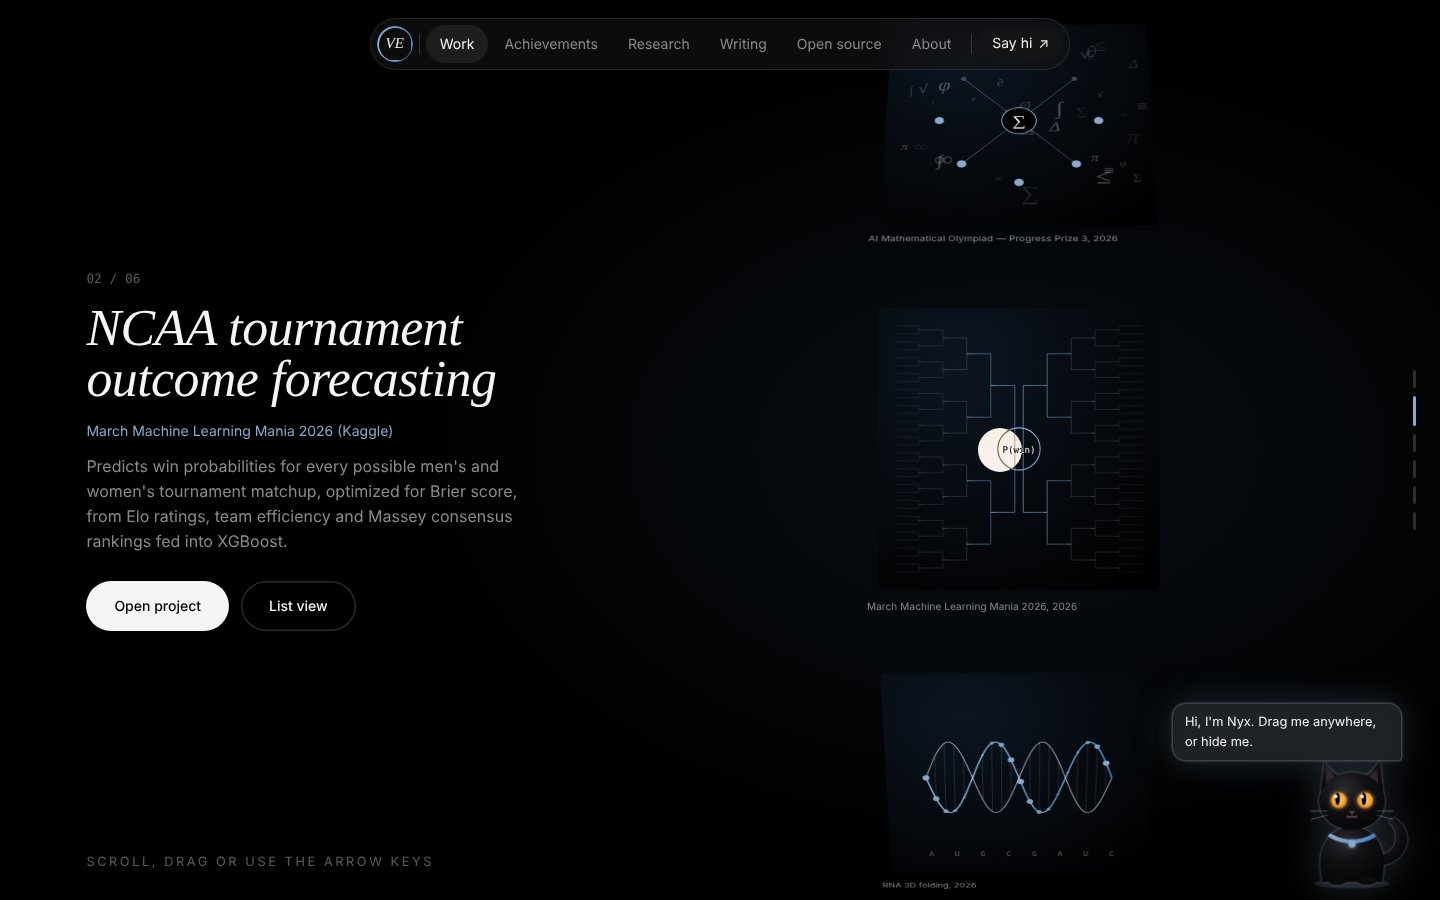 VE
Work
Achievements
Research
Writing
Open source
About
Say hi ↗
Σ
AI Mathematical Olympiad — Progress Prize 3, 2026
02 / 06
NCAA tournament
outcome forecasting
March Machine Learning Mania 2026 (Kaggle)
Predicts win probabilities for every possible men's and
women's tournament matchup, optimized for Brier score,
from Elo ratings, team efficiency and Massey consensus
rankings fed into XGBoost.
Open project
List view
P(win)
March Machine Learning Mania 2026, 2026
Hi, I'm Nyx. Drag me anywhere,
or hide me.
A U G C G A U C
SCROLL, DRAG OR USE THE ARROW KEYS
RNA 3D folding, 2026